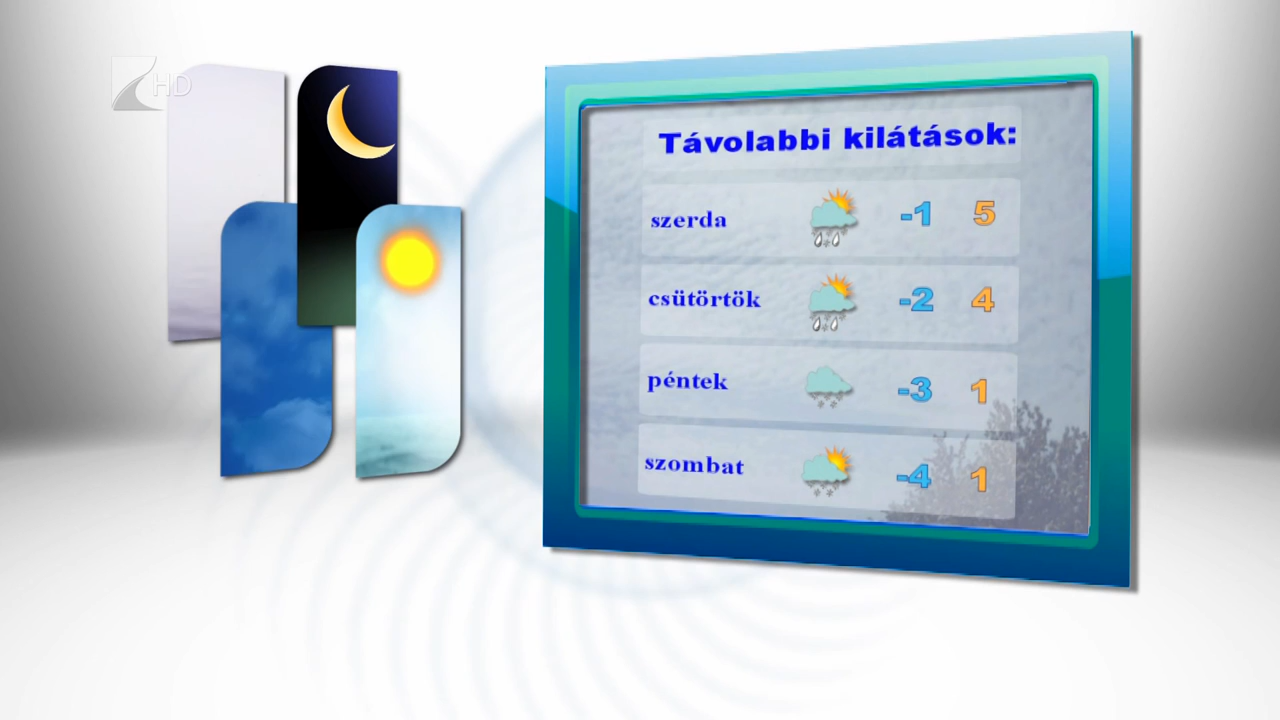 HD
Távolabbi kilátások:
szerda -1 5
csütörtök -2 4
péntek -3 1
szombat -4 1